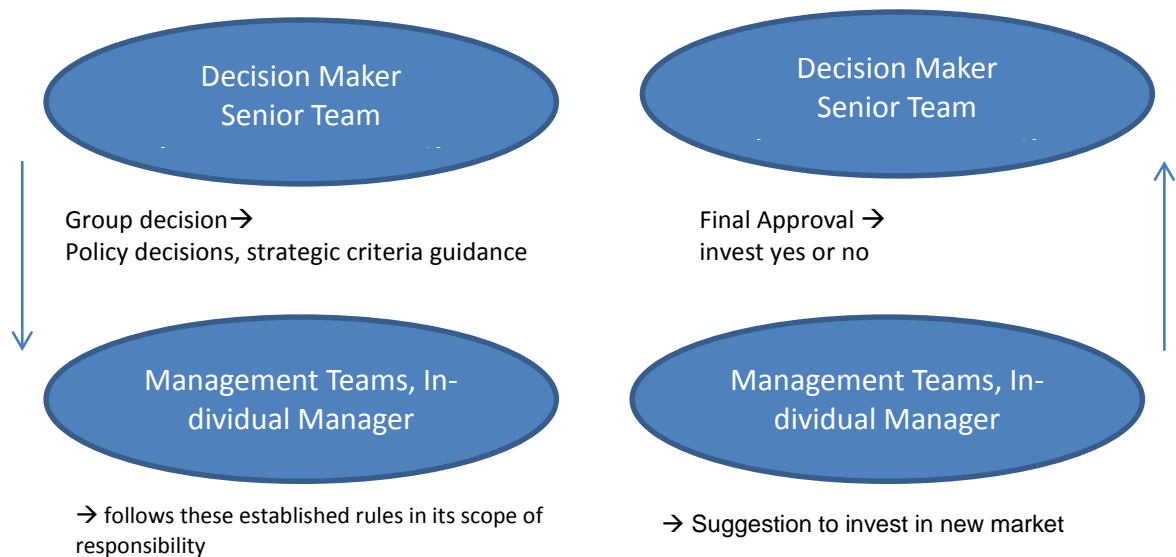 Decision Maker
Senior Team
Group decision→
Policy decisions, strategic criteria guidance
Management Teams, In-
dividual Manager
→ follows these established rules in its scope of
responsibility
Decision Maker
Senior Team
Final Approval →
invest yes or no
Management Teams, In-
dividual Manager
→ Suggestion to invest in new market